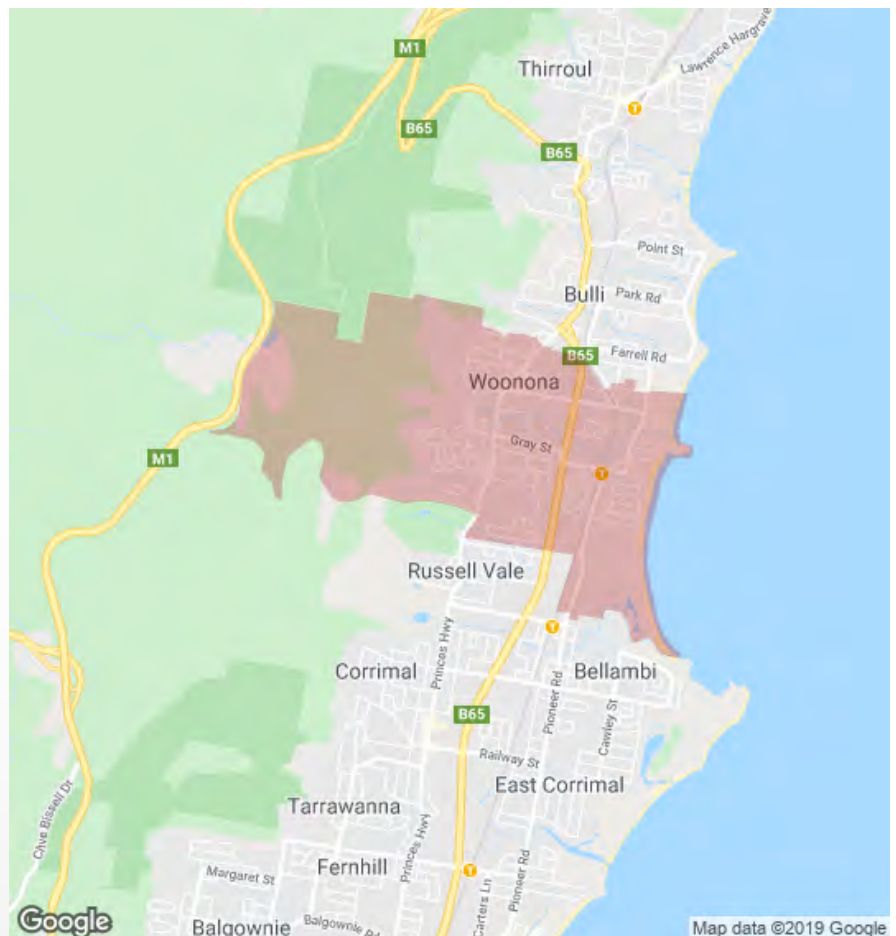 M1
Thirroul
Lawrence Hargrave
B65
B65
Point St
Bulli
Park Rd
B65
Farrell Rd
Woonona
Gray St
M1
Russell Vale
Princes Hwy
Corrimal
Bellambi
Pioneer Rd
Cawley St
B65
Railway St
East Corrimal
Tarrawanna
Clive Bissell Dr
Princes Hwy
Fernhill
Margaret St
Pioneer Rd
Carters Ln
Balgownie
Balgownie Rd
Google
Map data ©2019 Google